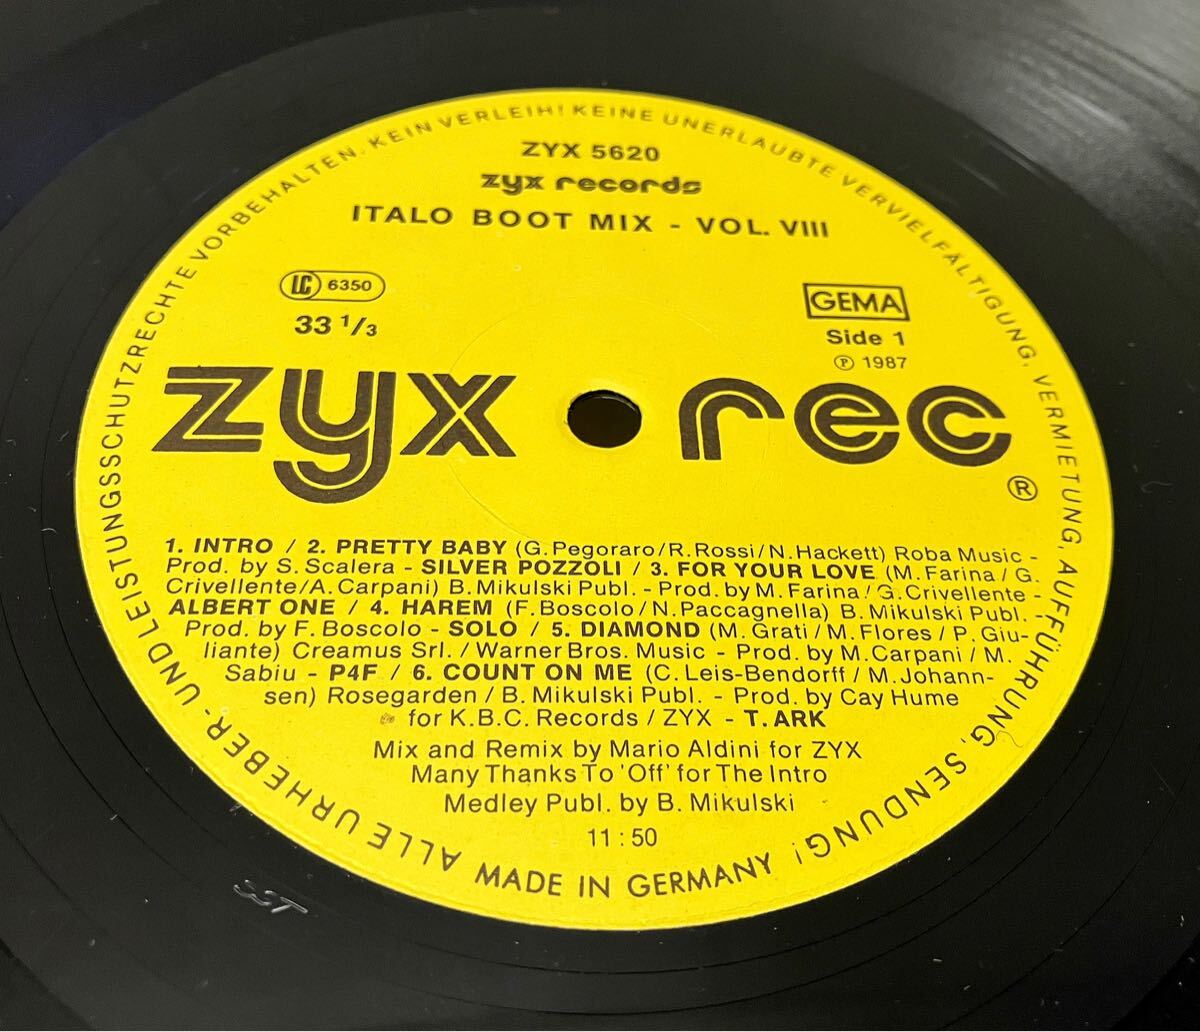 ALLE URHEBER- UND LEISTUNGSSCHUTZRECHTE VORBEHALTEN. KEIN VERLEIH! KEINE UNERLAUBTE VERVIELFÄLTIGUNG, VERMIETUNG, AUFFÜHRUNG, SENDUNG!
ZYX 5620
zyx records
ITALO BOOT MIX - VOL. VIII
LC 6350
GEMA
33 1/3
Side 1
℗ 1987
zyx rec
®
1. INTRO / 2. PRETTY BABY (G. Pegoraro/R. Rossi/N. Hackett) Roba Music -
Prod. by S. Scalera - SILVER POZZOLI / 3. FOR YOUR LOVE (M. Farina / G.
Crivellente/A. Carpani) B. Mikulski Publ. - Prod. by M. Farina/G. Crivellente -
ALBERT ONE / 4. HAREM (F. Boscolo/N. Paccagnella) B. Mikulski Publ.
Prod. by F. Boscolo - SOLO / 5. DIAMOND (M. Grati/M. Flores/P. Giu-
liante) Creamus Srl./Warner Bros. Music - Prod. by M. Carpani/M.
Sabiu - P4F / 6. COUNT ON ME (C. Leis-Bendorff / M. Johann-
sen) Rosegarden / B. Mikulski Publ. - Prod. by Cay Hume
for K.B.C. Records / ZYX - T. ARK
Mix and Remix by Mario Aldini for ZYX
Many Thanks To 'Off' for The Intro
Medley Publ. by B. Mikulski
11:50
MADE IN GERMANY
SST